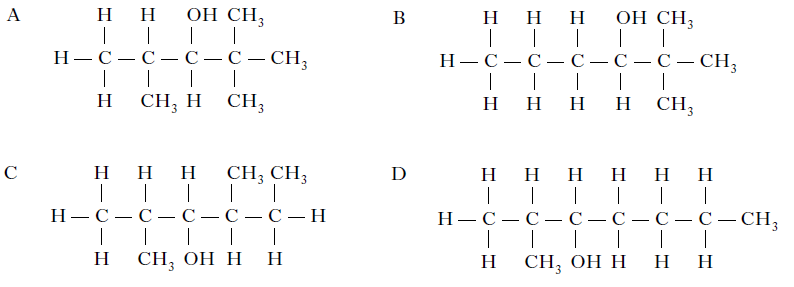 A H H OH CH₃ B H H H OH CH₃
H — C — C — C — C — CH₃ H — C — C — C — C — C — CH₃
H CH₃ H CH₃ H H H H CH₃
C H H H CH₃ CH₃ D H H H H H H
H — C — C — C — C — C — H H — C — C — C — C — C — C — CH₃
H CH₃ OH H H H CH₃ OH H H H